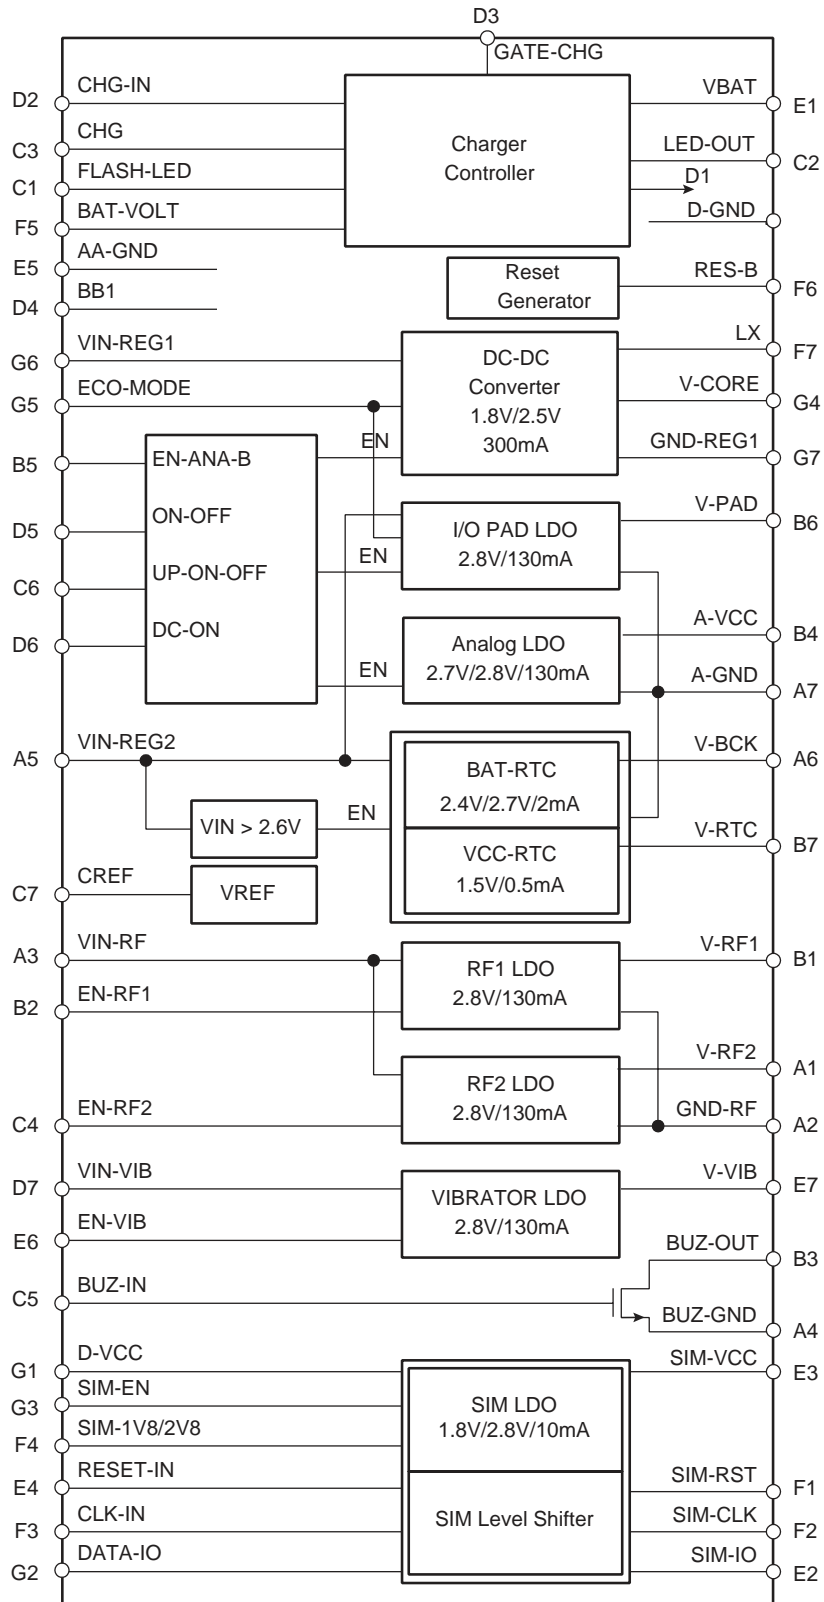 D3
GATE-CHG
D2
CHG-IN
VBAT
E1
C3
CHG
Charger
Controller
LED-OUT
C2
C1
FLASH-LED
D1
F5
BAT-VOLT
D-GND
E5
AA-GND
D4
BB1
Reset
Generator
RES-B
F6
G6
VIN-REG1
DC-DC
Converter
1.8V/2.5V
300mA
LX
F7
G5
ECO-MODE
V-CORE
G4
EN
GND-REG1
G7
B5
EN-ANA-B
D5
ON-OFF
I/O PAD LDO
2.8V/130mA
V-PAD
B6
C6
UP-ON-OFF
EN
D6
DC-ON
Analog LDO
2.7V/2.8V/130mA
A-VCC
B4
EN
A-GND
A7
A5
VIN-REG2
BAT-RTC
2.4V/2.7V/2mA
V-BCK
A6
VIN > 2.6V
EN
VCC-RTC
1.5V/0.5mA
V-RTC
B7
C7
CREF
VREF
A3
VIN-RF
RF1 LDO
2.8V/130mA
V-RF1
B1
B2
EN-RF1
RF2 LDO
2.8V/130mA
V-RF2
A1
C4
EN-RF2
GND-RF
A2
D7
VIN-VIB
VIBRATOR LDO
2.8V/130mA
V-VIB
E7
E6
EN-VIB
BUZ-OUT
B3
C5
BUZ-IN
BUZ-GND
A4
G1
D-VCC
SIM-VCC
E3
G3
SIM-EN
SIM LDO
1.8V/2.8V/10mA
F4
SIM-1V8/2V8
E4
RESET-IN
SIM-RST
F1
F3
CLK-IN
SIM Level Shifter
SIM-CLK
F2
G2
DATA-IO
SIM-IO
E2